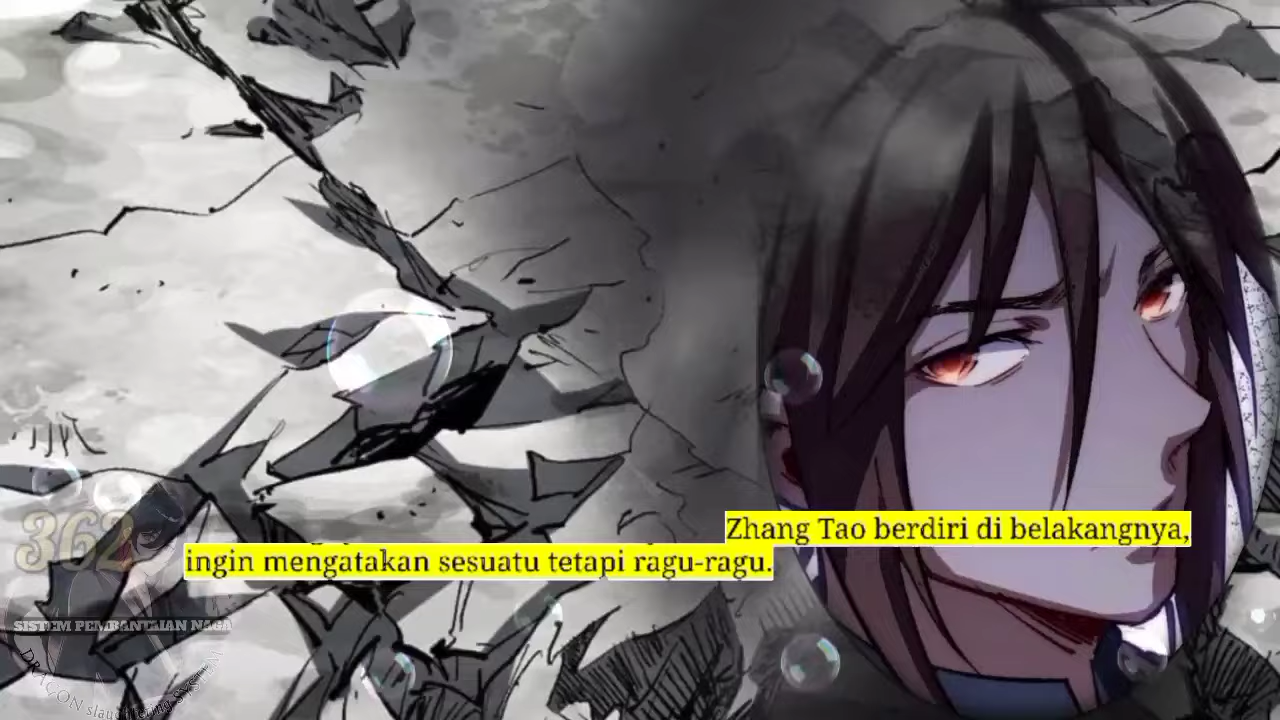 Zhang Tao berdiri di belakangnya,
ingin mengatakan sesuatu tetapi ragu-ragu.
362
SISTEM PEMBANTAIAN NAGA